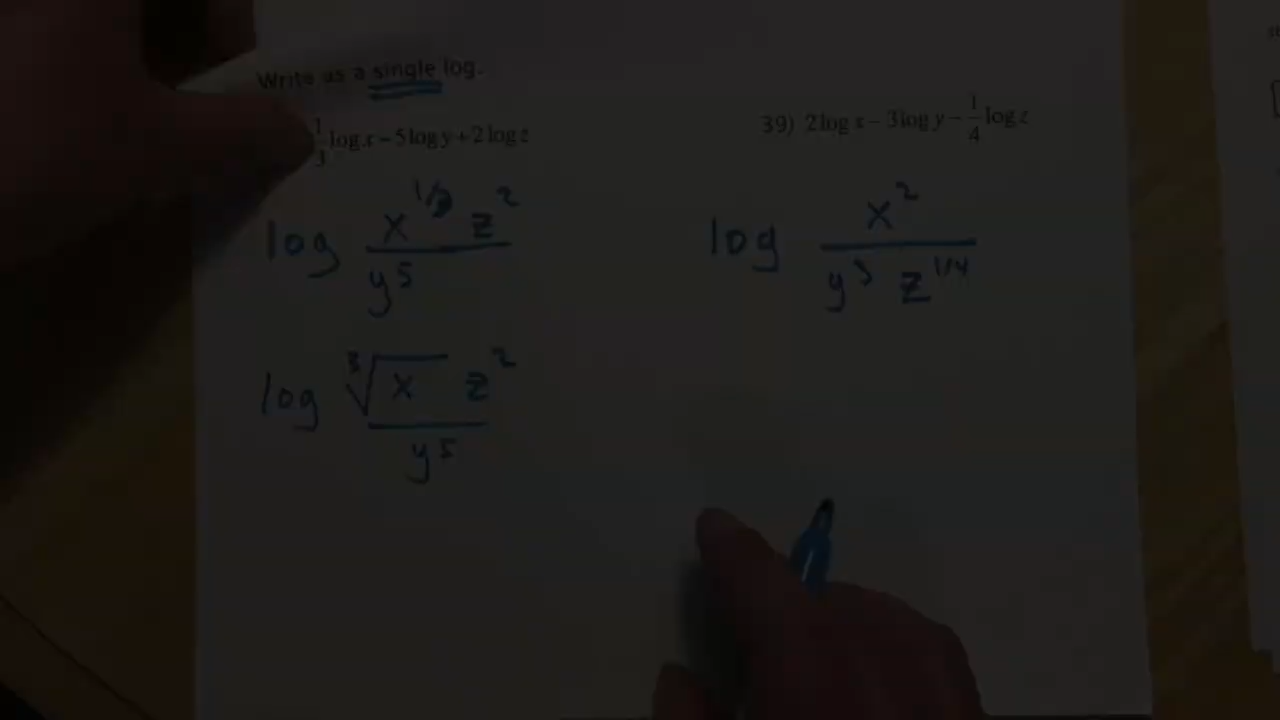 Write as a single log.
1/3 log x − 5 log y + 2 log z
39) 2 log x − 3 log y − 1/4 log z
log x^1/3 z^2 / y^5
log x^2 / y^3 z^1/4
log ∛x z^2 / y^5